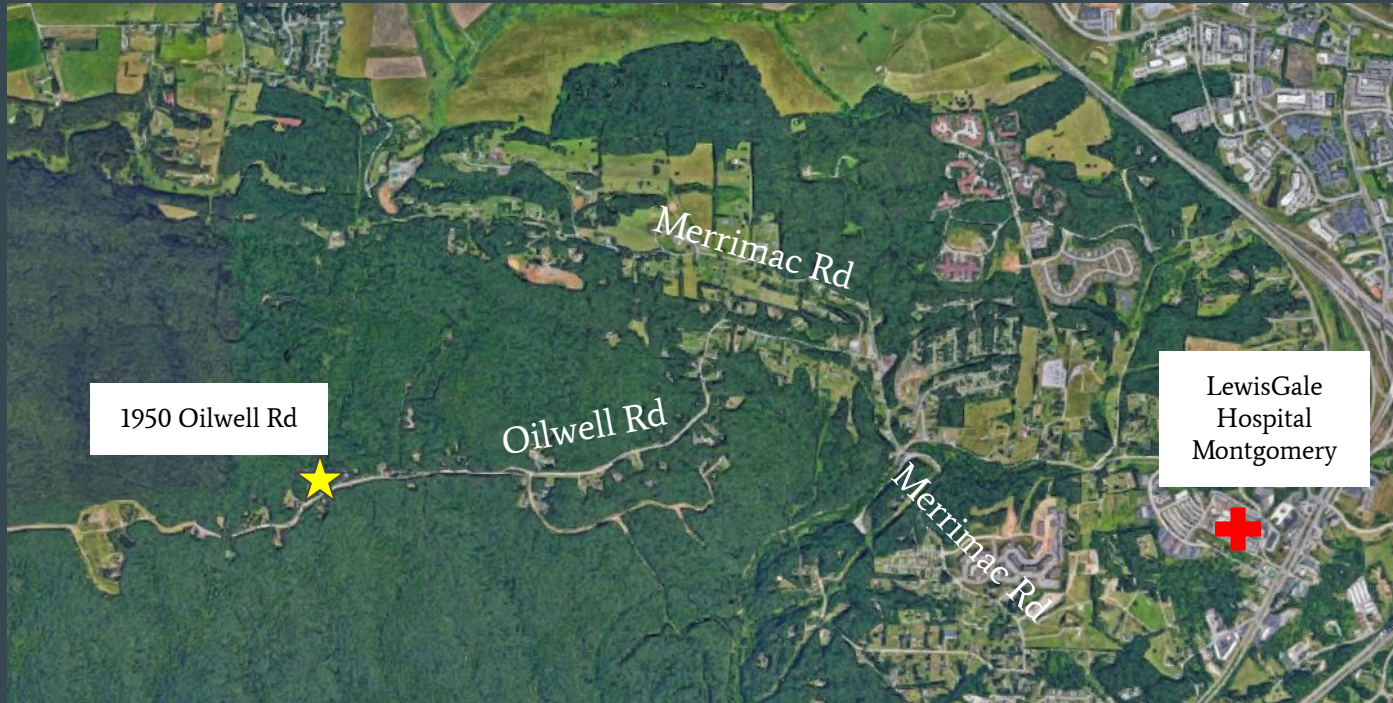 Merrimac Rd
1950 Oilwell Rd
Oilwell Rd
LewisGale
Hospital
Montgomery
Merrimac Rd